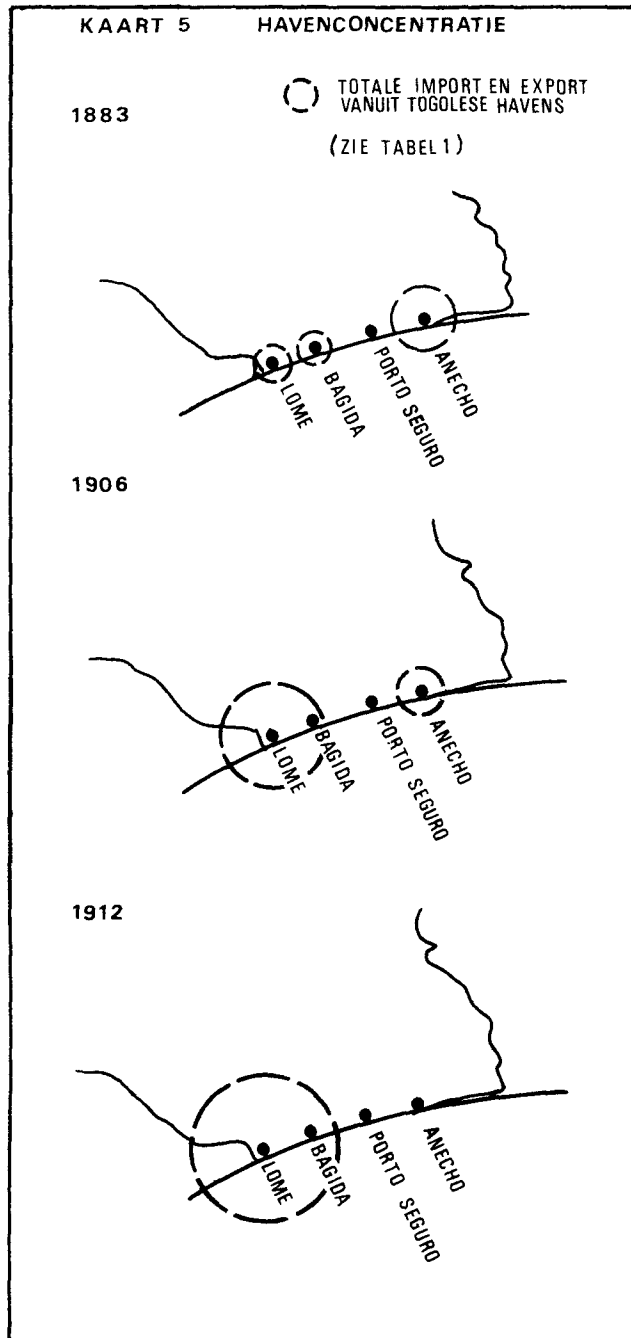 KAART 5 HAVENCONCENTRATIE
TOTALE IMPORT EN EXPORT
VANUIT TOGOLESE HAVENS
1883
(ZIE TABEL 1)
LOME
BAGIDA
PORTO SEGURO
ANECHO
1906
LOME
BAGIDA
PORTO SEGURO
ANECHO
1912
LOME
BAGIDA
PORTO SEGURO
ANECHO